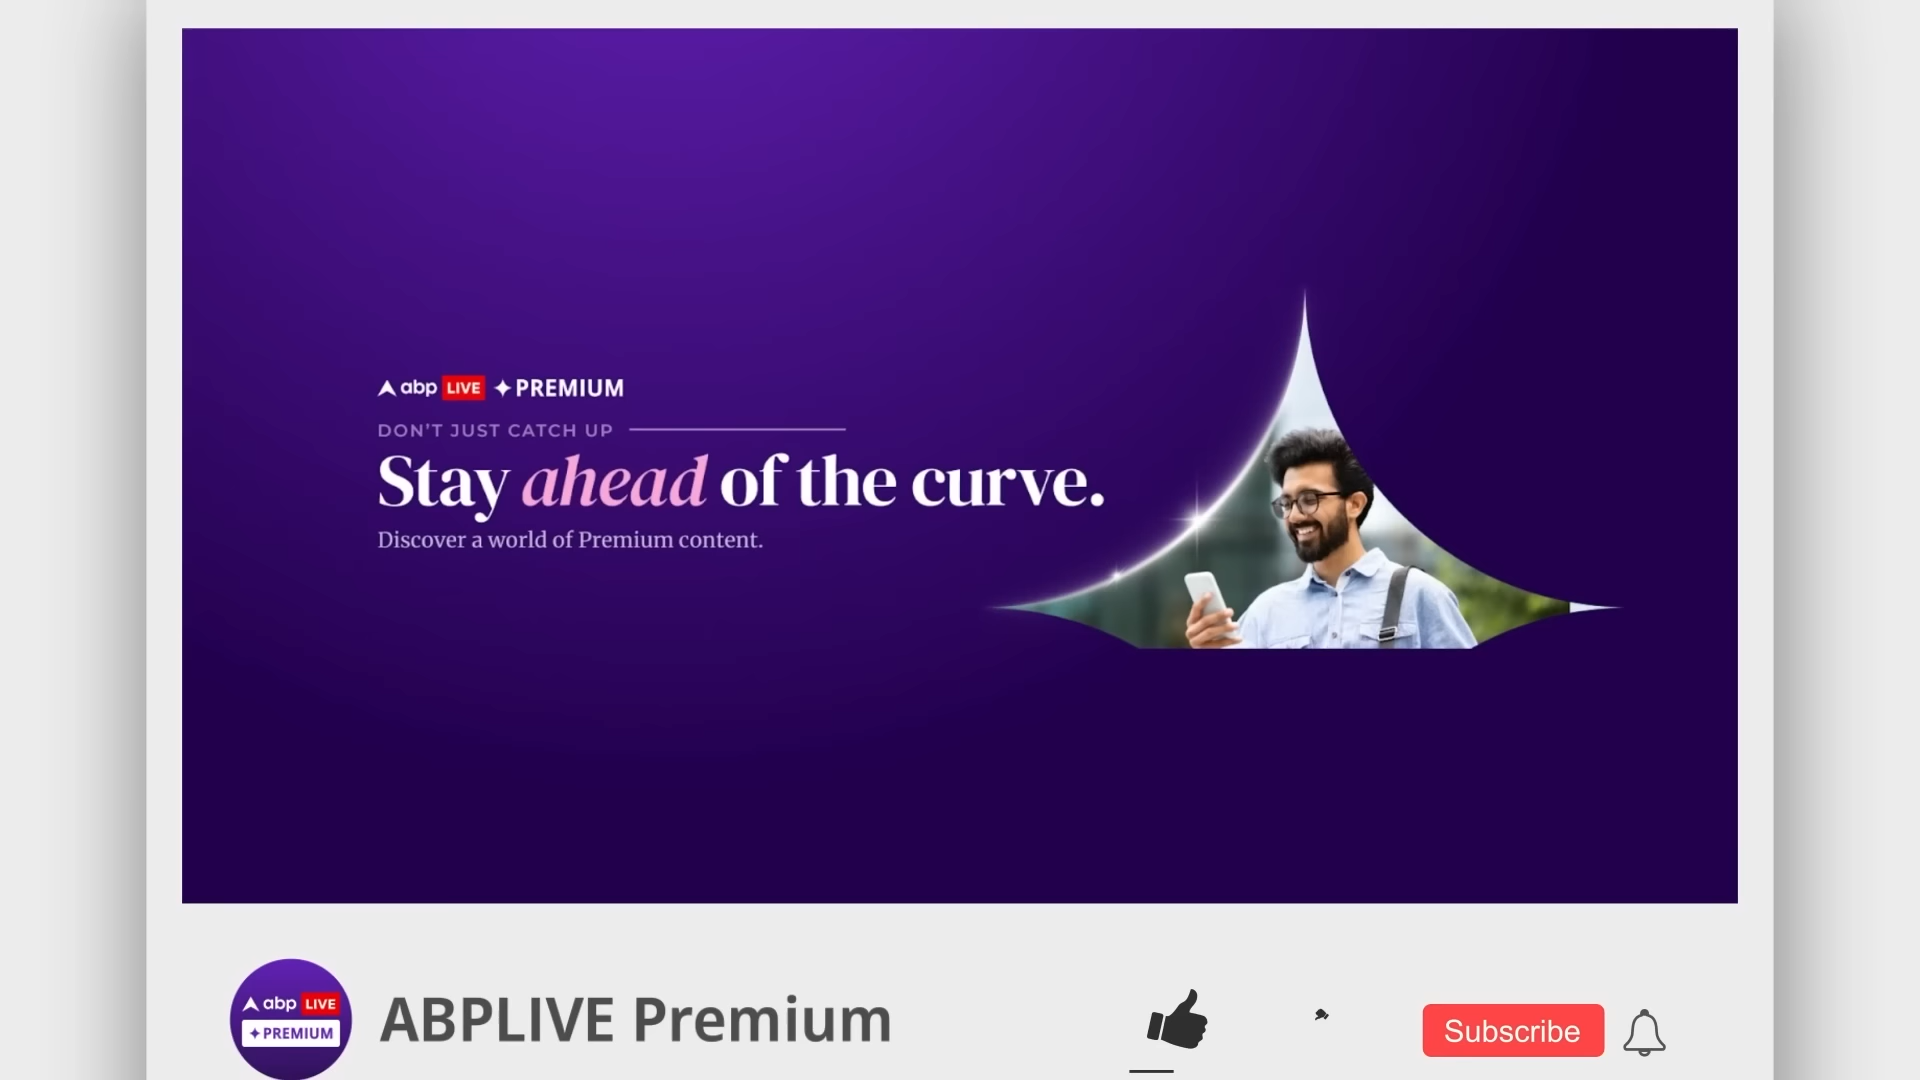 abp LIVE PREMIUM
DON'T JUST CATCH UP
Stay ahead of the curve.
Discover a world of Premium content.
abp LIVE
PREMIUM
ABPLIVE Premium
Subscribe